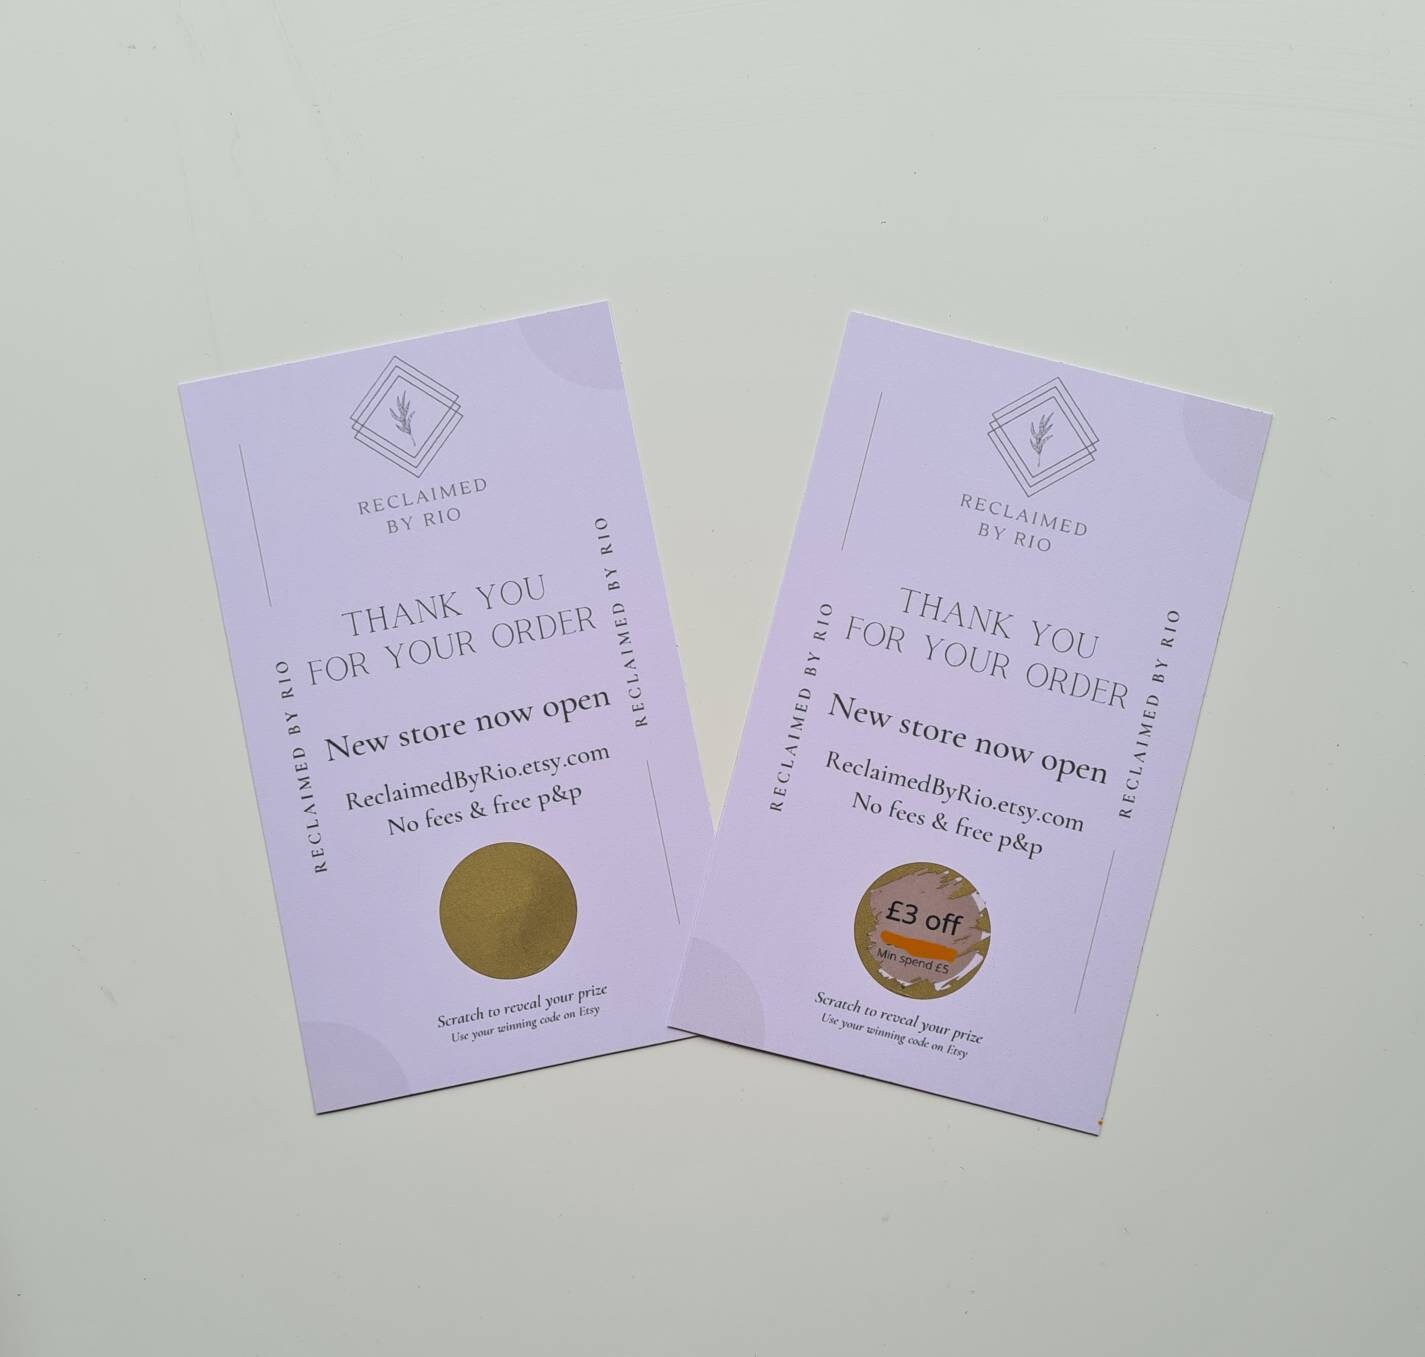 RECLAIMED
BY RIO
THANK YOU
FOR YOUR ORDER
RECLAIMED BY RIO
RECLAIMED BY RIO
New store now open
ReclaimedByRio.etsy.com
No fees & free p&p
Scratch to reveal your prize
Use your winning code on Etsy
RECLAIMED
BY RIO
THANK YOU
FOR YOUR ORDER
RECLAIMED BY RIO
RECLAIMED BY RIO
New store now open
ReclaimedByRio.etsy.com
No fees & free p&p
£3 off
Min spend £5
Scratch to reveal your prize
Use your winning code on Etsy